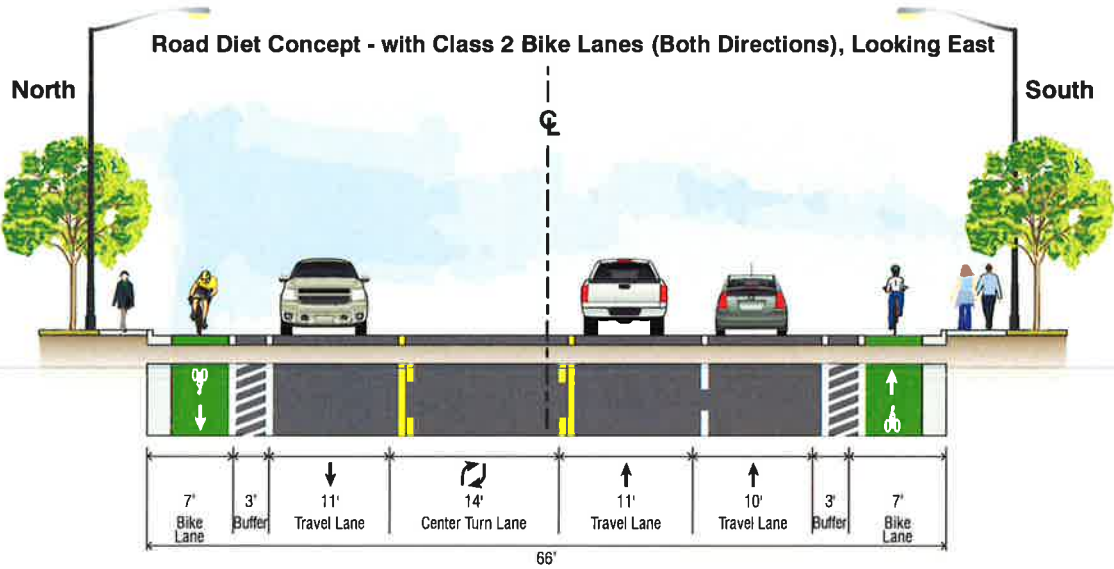 Road Diet Concept - with Class 2 Bike Lanes (Both Directions), Looking East
North
South
CL
7' 3' 11' 14' 11' 10' 3' 7'
Bike Buffer Travel Lane Center Turn Lane Travel Lane Travel Lane Buffer Bike
Lane Lane
66'